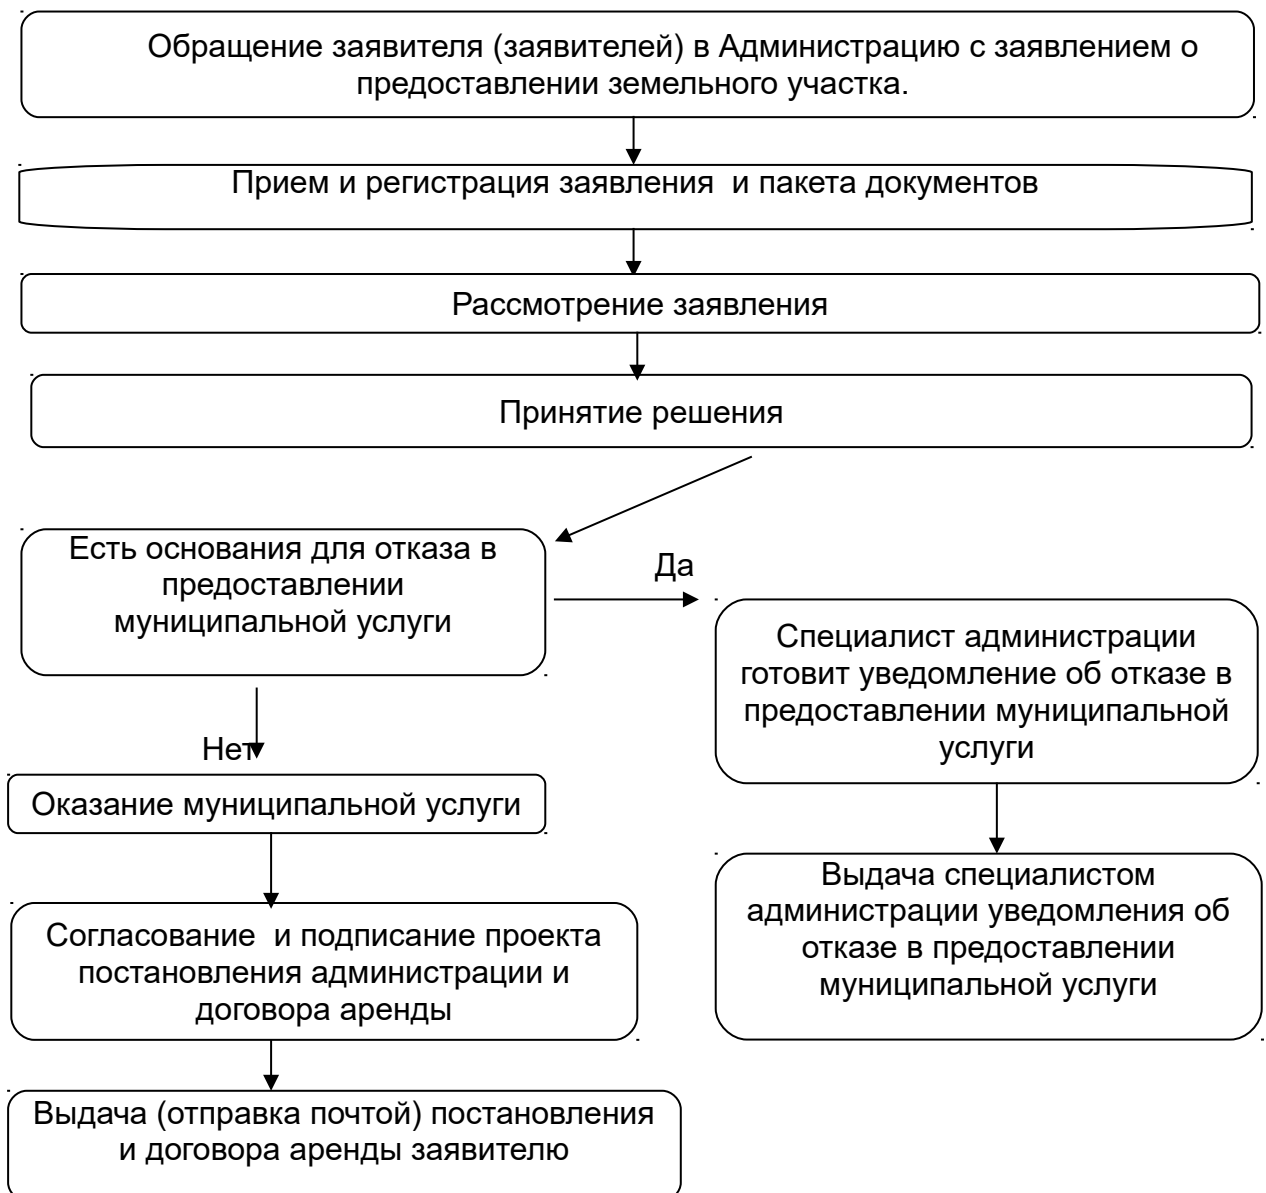 Обращение заявителя (заявителей) в Администрацию с заявлением о
предоставлении земельного участка.
Прием и регистрация заявления и пакета документов
Рассмотрение заявления
Принятие решения
Есть основания для отказа в
предоставлении
муниципальной услуги
Да
Специалист администрации
готовит уведомление об отказе в
предоставлении муниципальной
услуги
Нет
Оказание муниципальной услуги
Выдача специалистом
администрации уведомления об
отказе в предоставлении
муниципальной услуги
Согласование и подписание проекта
постановления администрации и
договора аренды
Выдача (отправка почтой) постановления
и договора аренды заявителю